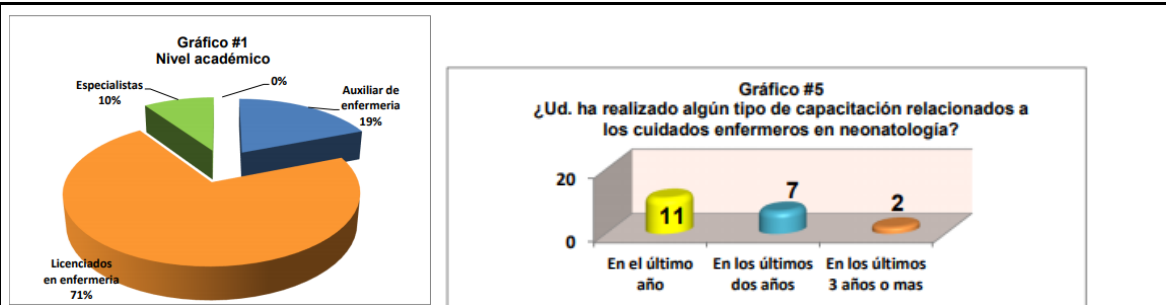 Gráfico #1
Nivel académico
Especialistas
10%
0%
Auxiliar de
enfermeria
19%
Licenciados
en enfermeria
71%
Gráfico #5
¿Ud. ha realizado algún tipo de capacitación relacionados a
los cuidados enfermeros en neonatología?
20
0
11
7
2
En el último
año
En los últimos
dos años
En los últimos
3 años o mas